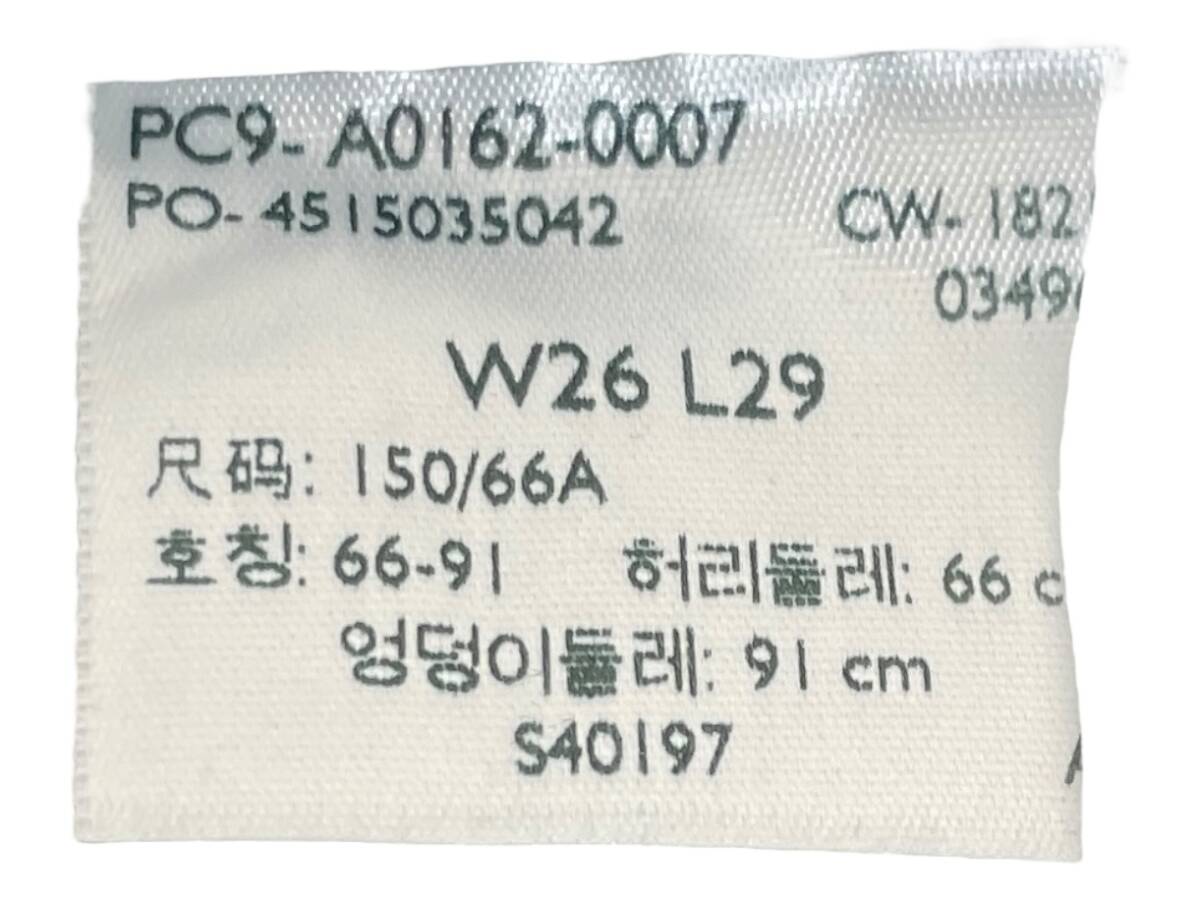 PC9- A0162-0007
PO- 4515035042 CW- 182
0349
W26 L29
尺码: 150/66A
호칭: 66-91 허리둘레: 66 c
엉덩이둘레: 91 cm
S40197